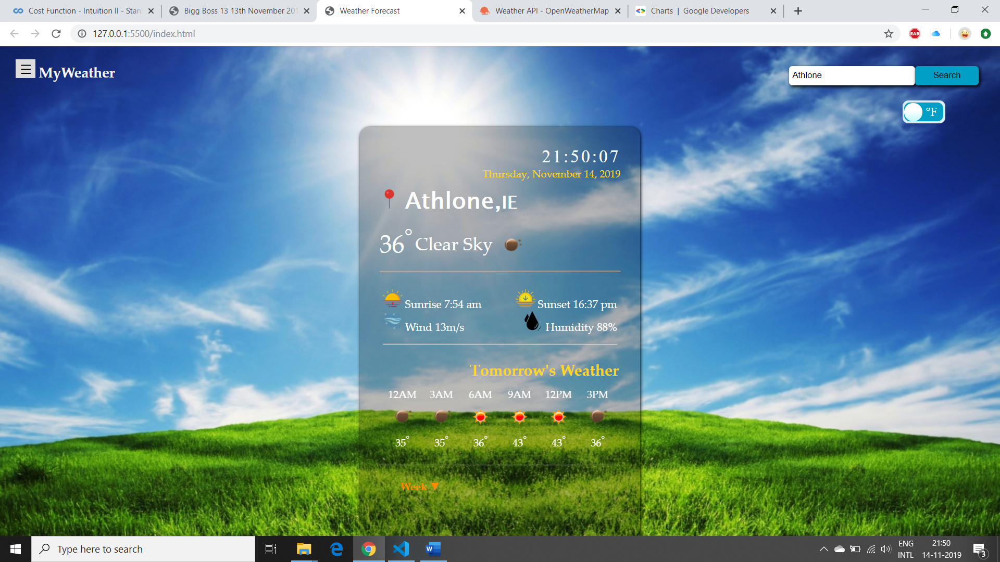 Cost Function - Intuition II - Stan
Bigg Boss 13 13th November 201
Weather Forecast
Weather API - OpenWeatherMap
Charts | Google Developers
127.0.0.1:5500/index.html
EAB
☰ MyWeather
Athlone
Search
°F
21:50:07
Thursday, November 14, 2019
Athlone,IE
36° Clear Sky
Sunrise 7:54 am
Sunset 16:37 pm
Wind 13m/s
Humidity 88%
Tomorrow's Weather
12AM 3AM 6AM 9AM 12PM 3PM
35° 35° 36° 43° 43° 36°
Week ▼
Type here to search
ENG
INTL
21:50
14-11-2019
3